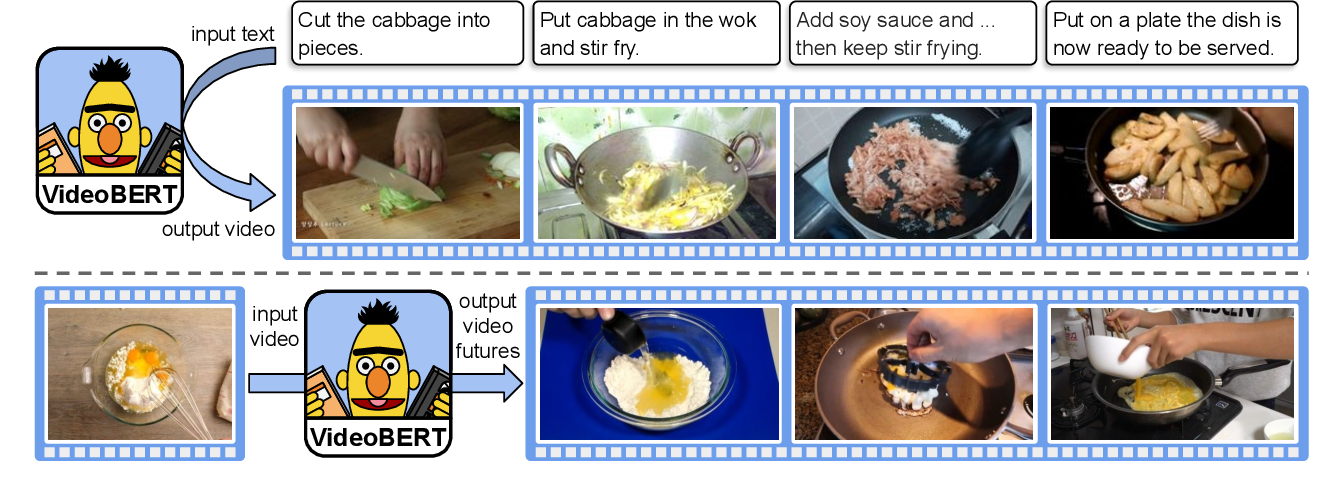 input text
Cut the cabbage into
pieces.
Put cabbage in the wok
and stir fry.
Add soy sauce and ...
then keep stir frying.
Put on a plate the dish is
now ready to be served.
VideoBERT
output video
input
video
VideoBERT
output
video
futures